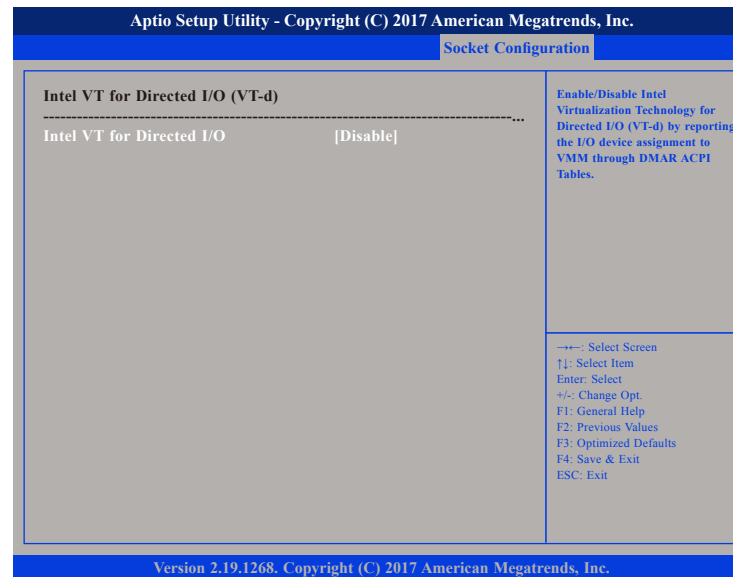 Aptio Setup Utility - Copyright (C) 2017 American Megatrends, Inc.
Socket Configuration
Intel VT for Directed I/O (VT-d)
--------------------------------------------------------------------------------...
Intel VT for Directed I/O [Disable]
Enable/Disable Intel
Virtualization Technology for
Directed I/O (VT-d) by reporting
the I/O device assignment to
VMM through DMAR ACPI
Tables.
→←: Select Screen
↑↓: Select Item
Enter: Select
+/-: Change Opt.
F1: General Help
F2: Previous Values
F3: Optimized Defaults
F4: Save & Exit
ESC: Exit
Version 2.19.1268. Copyright (C) 2017 American Megatrends, Inc.